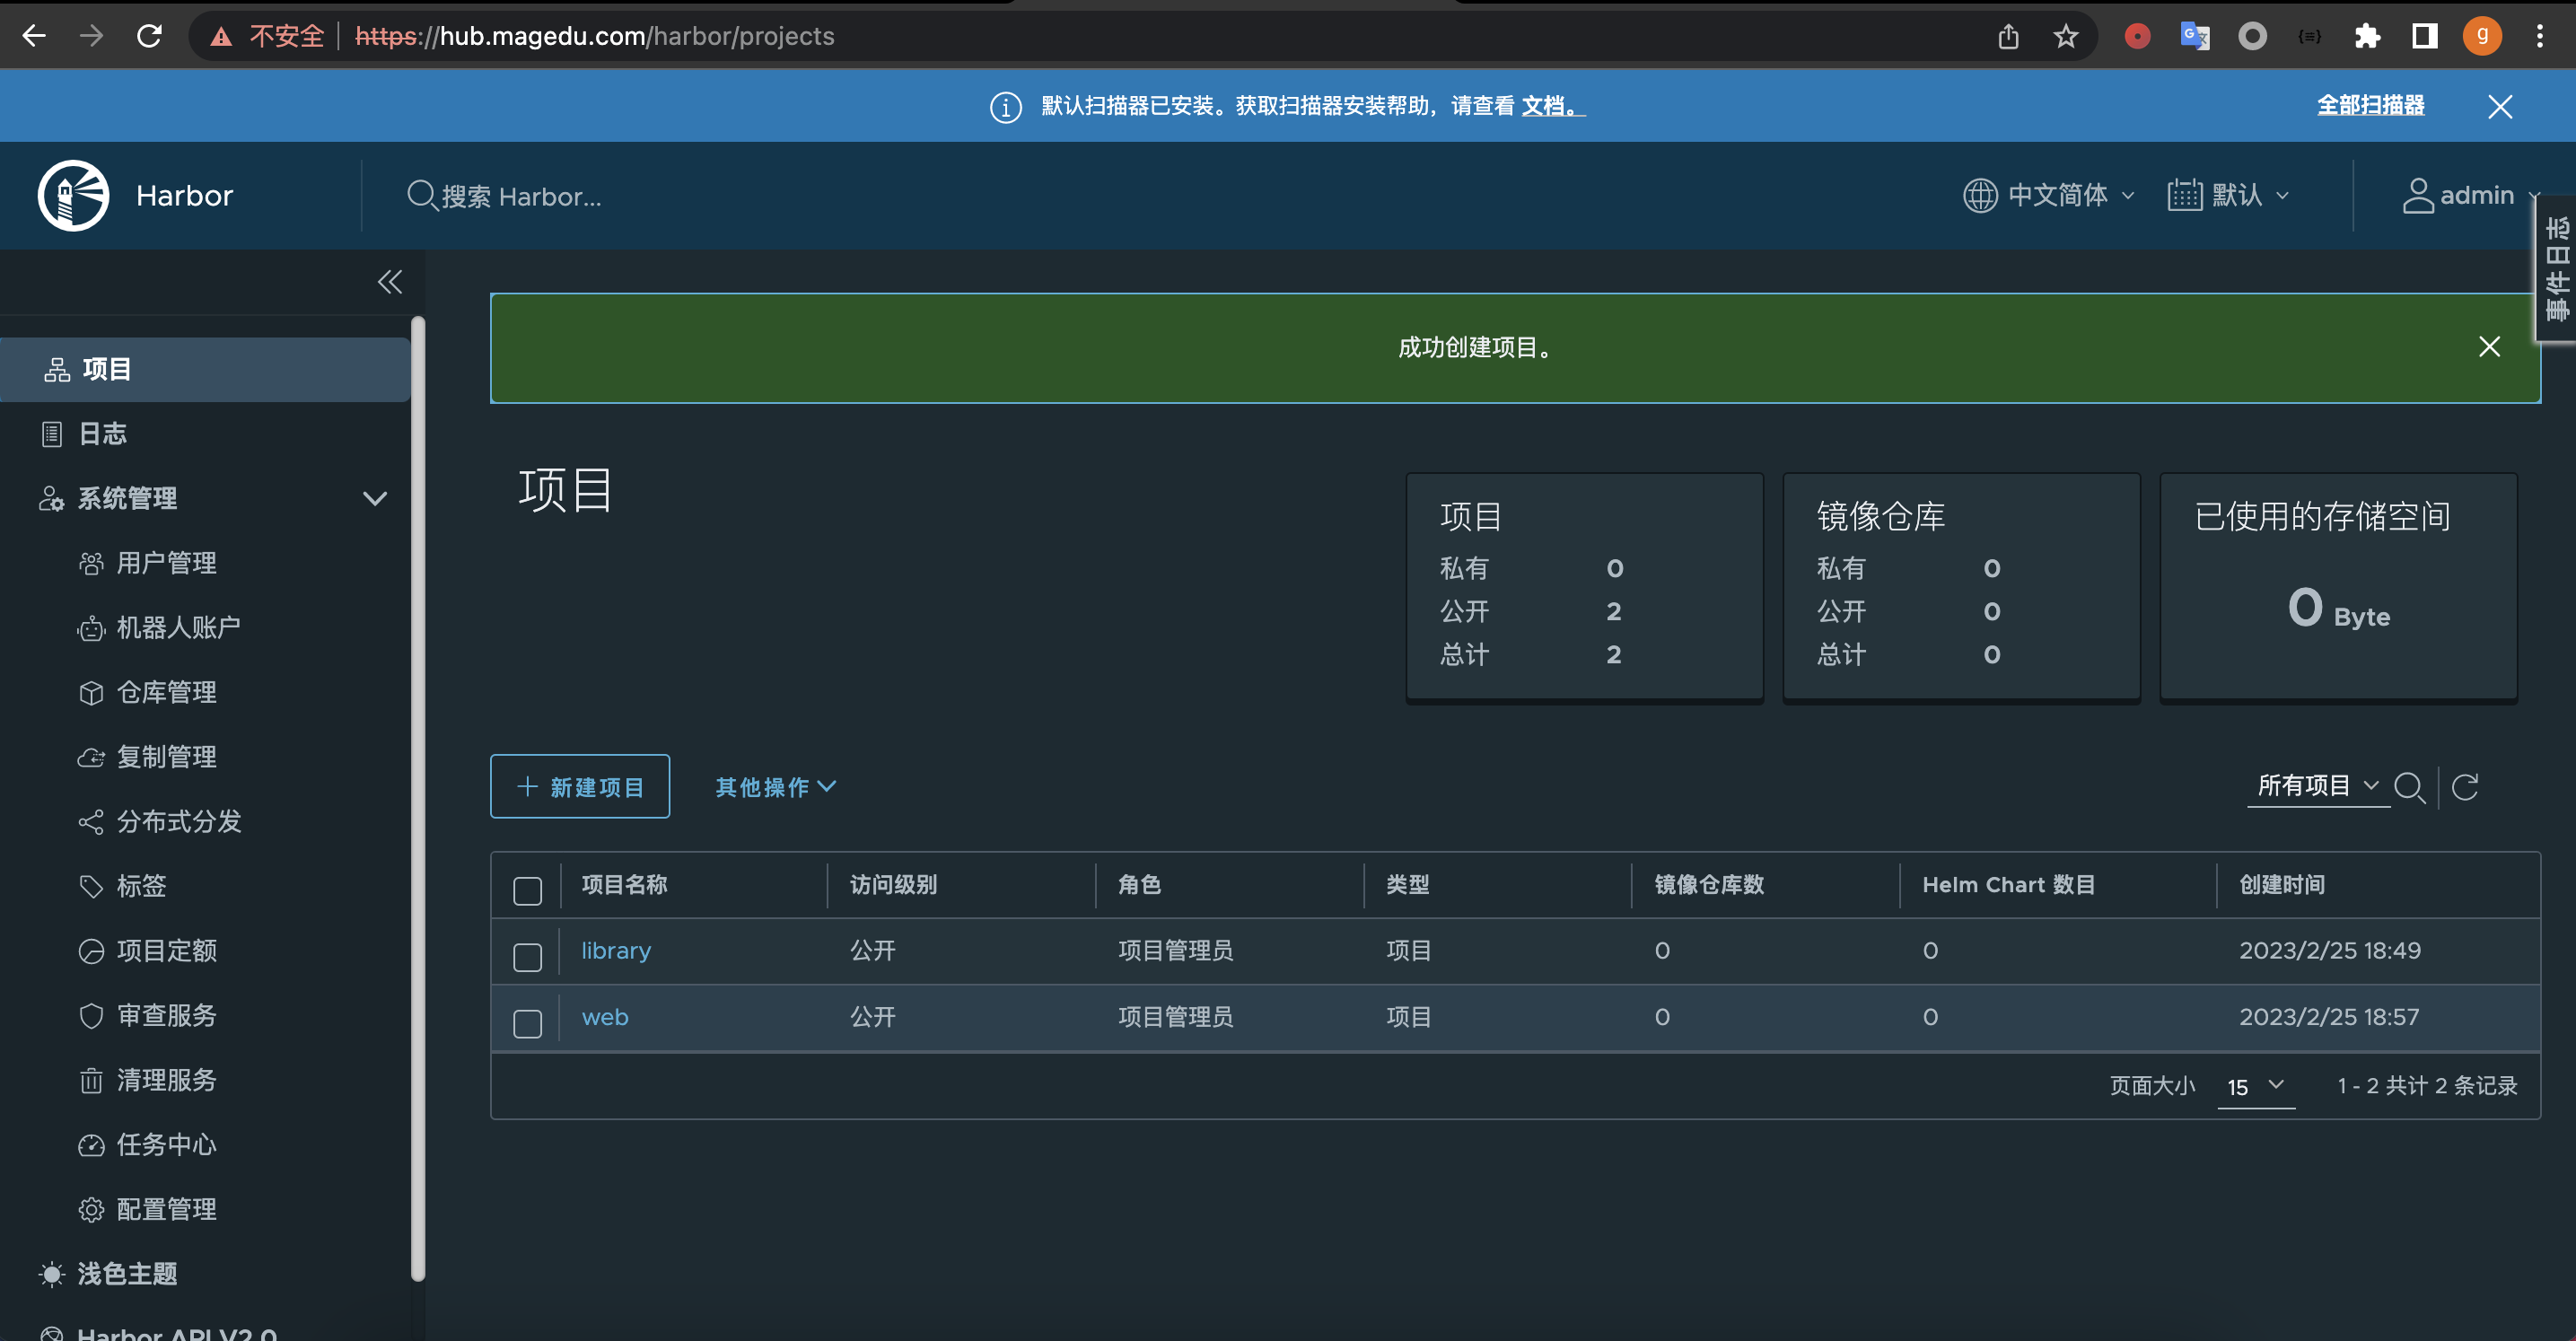 不安全 https://hub.magedu.com/harbor/projects
g
默认扫描器已安装。获取扫描器安装帮助，请查看 文档。 全部扫描器
Harbor 搜索 Harbor... 中文简体 默认 admin
事件日志
项目
日志
系统管理
用户管理
机器人账户
仓库管理
复制管理
分布式分发
标签
项目定额
审查服务
清理服务
任务中心
配置管理
浅色主题
Harbor API V2.0
成功创建项目。
项目
项目
私有 0
公开 2
总计 2
镜像仓库
私有 0
公开 0
总计 0
已使用的存储空间
0 Byte
新建项目 其他操作 所有项目
项目名称 访问级别 角色 类型 镜像仓库数 Helm Chart 数目 创建时间
library 公开 项目管理员 项目 0 0 2023/2/25 18:49
web 公开 项目管理员 项目 0 0 2023/2/25 18:57
页面大小 15 1 - 2 共计 2 条记录